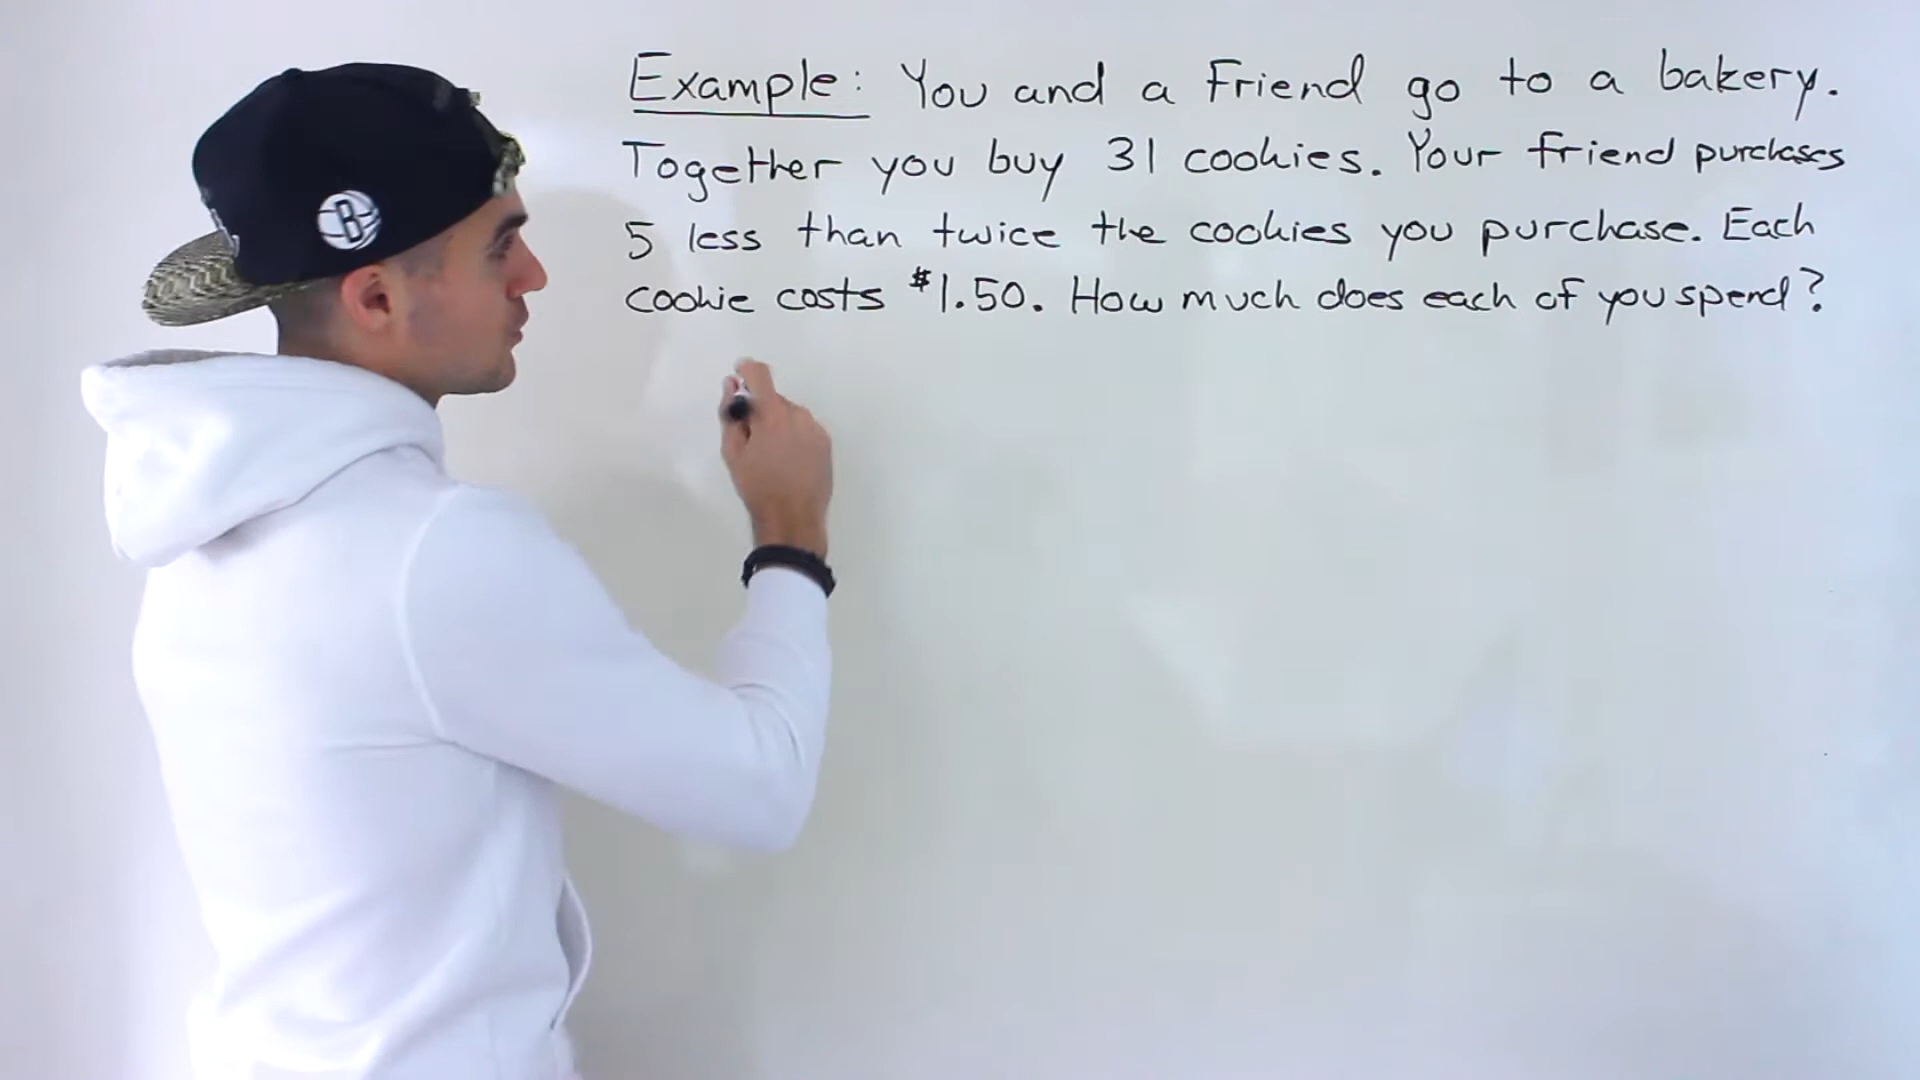 Example: You and a friend go to a bakery.
Together you buy 31 cookies. Your friend purchases
5 less than twice the cookies you purchase. Each
cookie costs $1.50. How much does each of you spend?
B